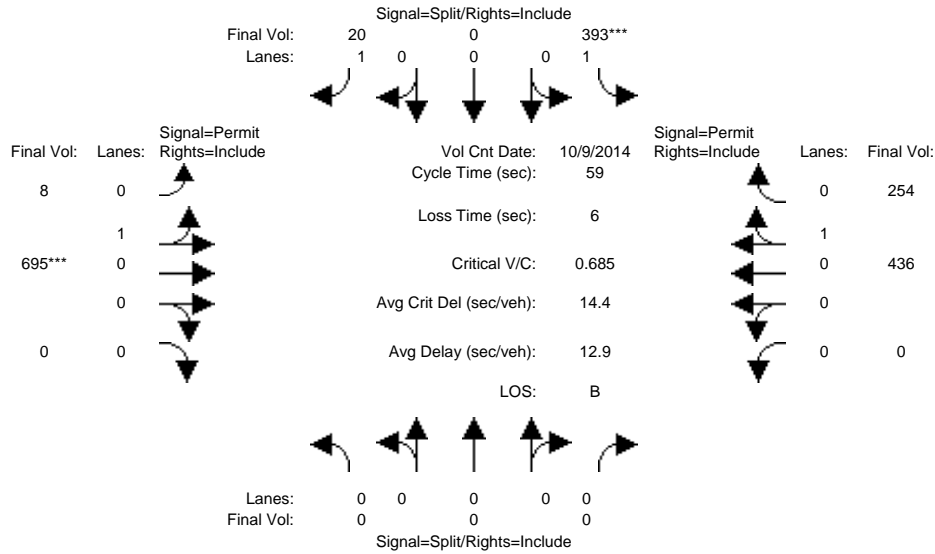 Signal=Split/Rights=Include
Final Vol: 20 0 393***
Lanes: 1 0 0 0 1
Signal=Permit Signal=Permit
Final Vol: Lanes: Rights=Include Vol Cnt Date: 10/9/2014 Rights=Include Lanes: Final Vol:
Cycle Time (sec): 59
8 0 0 254
Loss Time (sec): 6
1 1
695*** 0 Critical V/C: 0.685 0 436
0 Avg Crit Del (sec/veh): 14.4 0
0 0 Avg Delay (sec/veh): 12.9 0 0
LOS: B
Lanes: 0 0 0 0 0
Final Vol: 0 0 0
Signal=Split/Rights=Include